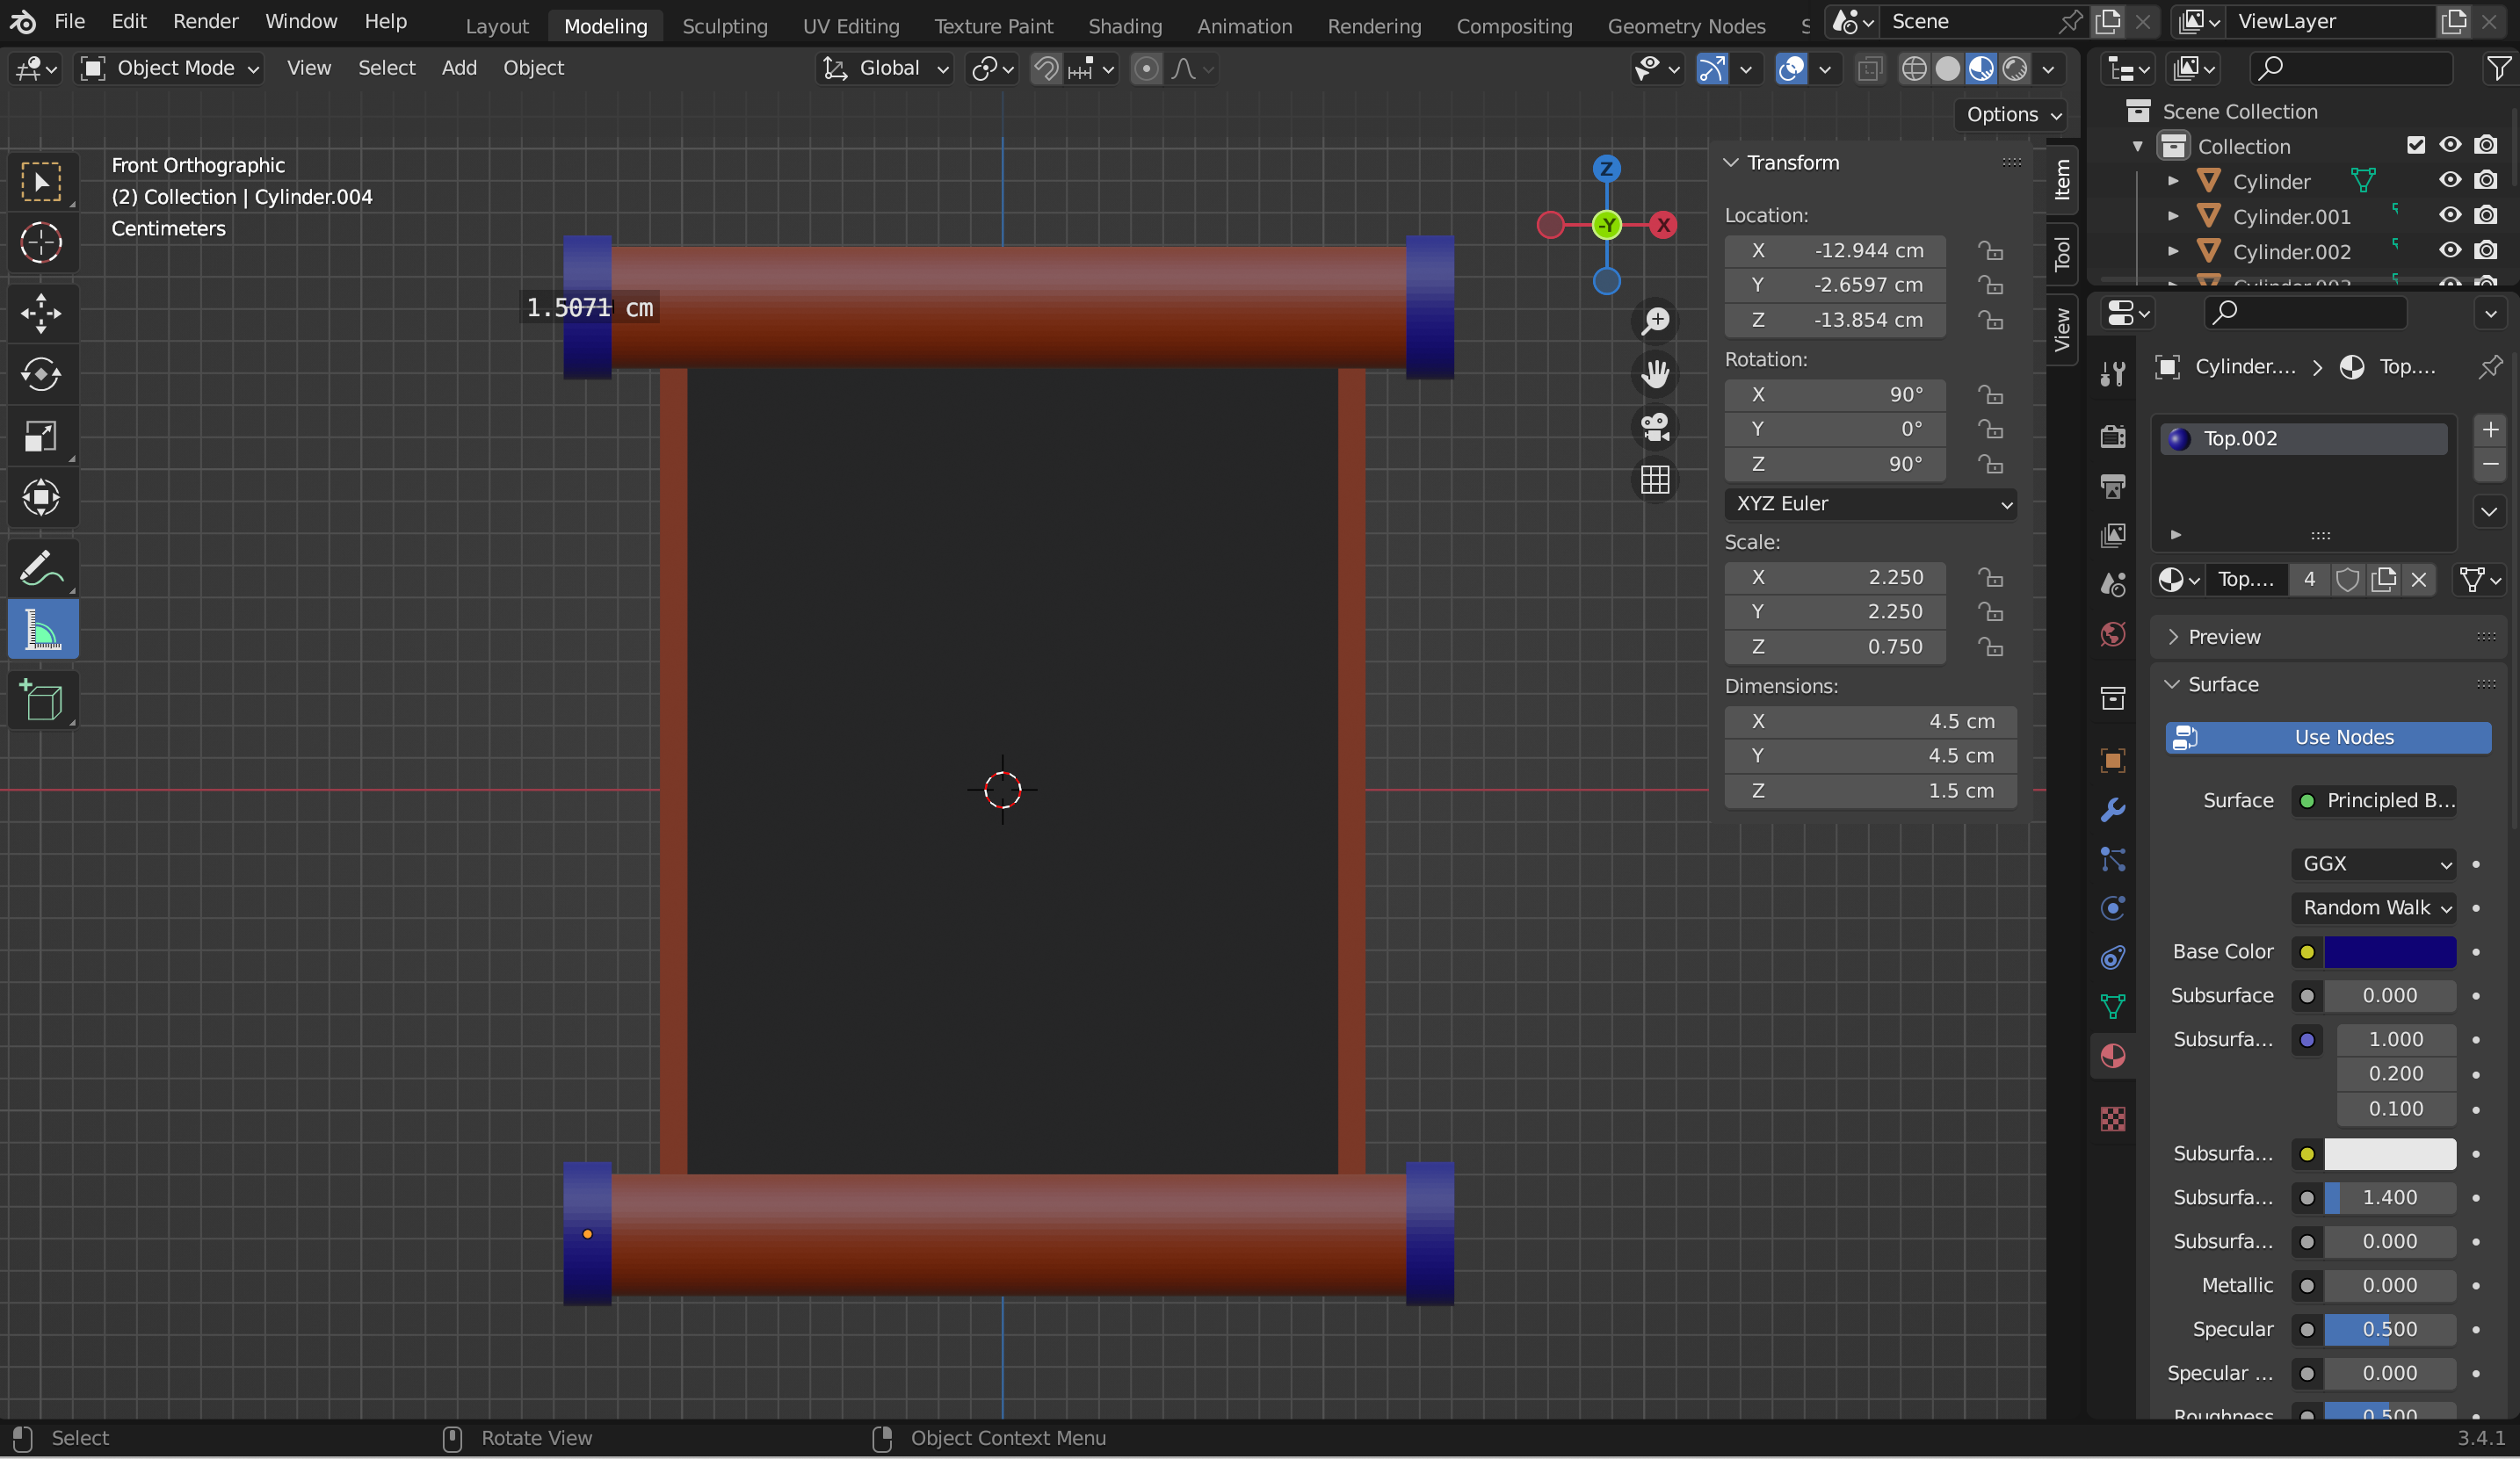 File Edit Render Window Help
Layout Modeling Sculpting UV Editing Texture Paint Shading Animation Rendering Compositing Geometry Nodes S
Scene ViewLayer
Object Mode View Select Add Object
Global
Options
Front Orthographic
(2) Collection | Cylinder.004
Centimeters
1.5071 cm
Z
-Y
X
Transform
Location:
X -12.944 cm
Y -2.6597 cm
Z -13.854 cm
Rotation:
X 90°
Y 0°
Z 90°
XYZ Euler
Scale:
X 2.250
Y 2.250
Z 0.750
Dimensions:
X 4.5 cm
Y 4.5 cm
Z 1.5 cm
Item
Tool
View
Scene Collection
Collection
Cylinder
Cylinder.001
Cylinder.002
Cylinder.... > Top....
Top.002
Top.... 4
Preview
Surface
Use Nodes
Surface Principled B...
GGX
Random Walk
Base Color
Subsurface 0.000
Subsurfa... 1.000
0.200
0.100
Subsurfa...
Subsurfa... 1.400
Subsurfa... 0.000
Metallic 0.000
Specular 0.500
Specular ... 0.000
Roughness 0.500
Select Rotate View Object Context Menu 3.4.1